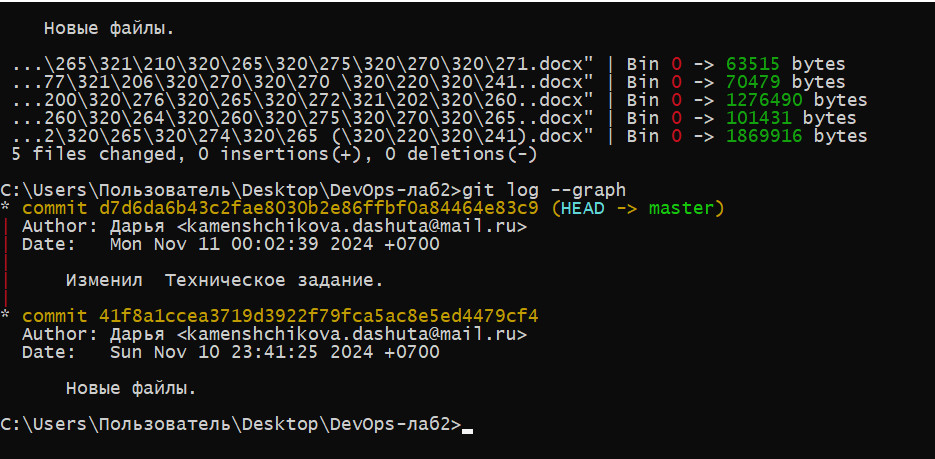 Новые файлы.
...\265\321\210\320\265\320\275\320\270\320\271.docx" | Bin 0 -> 63515 bytes
...77\321\206\320\270\320\270 \320\220\320\241...docx" | Bin 0 -> 70479 bytes
...200\320\276\320\265\320\272\321\202\320\260...docx" | Bin 0 -> 1276490 bytes
...260\320\264\320\260\320\275\320\270\320\265...docx" | Bin 0 -> 101431 bytes
...2\320\265\320\274\320\265 (\320\220\320\241).docx" | Bin 0 -> 1869916 bytes
5 files changed, 0 insertions(+), 0 deletions(-)
C:\Users\Пользователь\Desktop\DevOps-лаб2>git log --graph
* commit d7d6da6b43c2fae8030b2e86ffbf0a84464e83c9 (HEAD -> master)
| Author: Дарья <kamenshchikova.dashuta@mail.ru>
| Date:   Mon Nov 11 00:02:39 2024 +0700
|
|     Изменил  Техническое задание.
|
* commit 41f8a1ccea3719d3922f79fca5ac8e5ed4479cf4
Author: Дарья <kamenshchikova.dashuta@mail.ru>
Date:   Sun Nov 10 23:41:25 2024 +0700
Новые файлы.
C:\Users\Пользователь\Desktop\DevOps-лаб2>